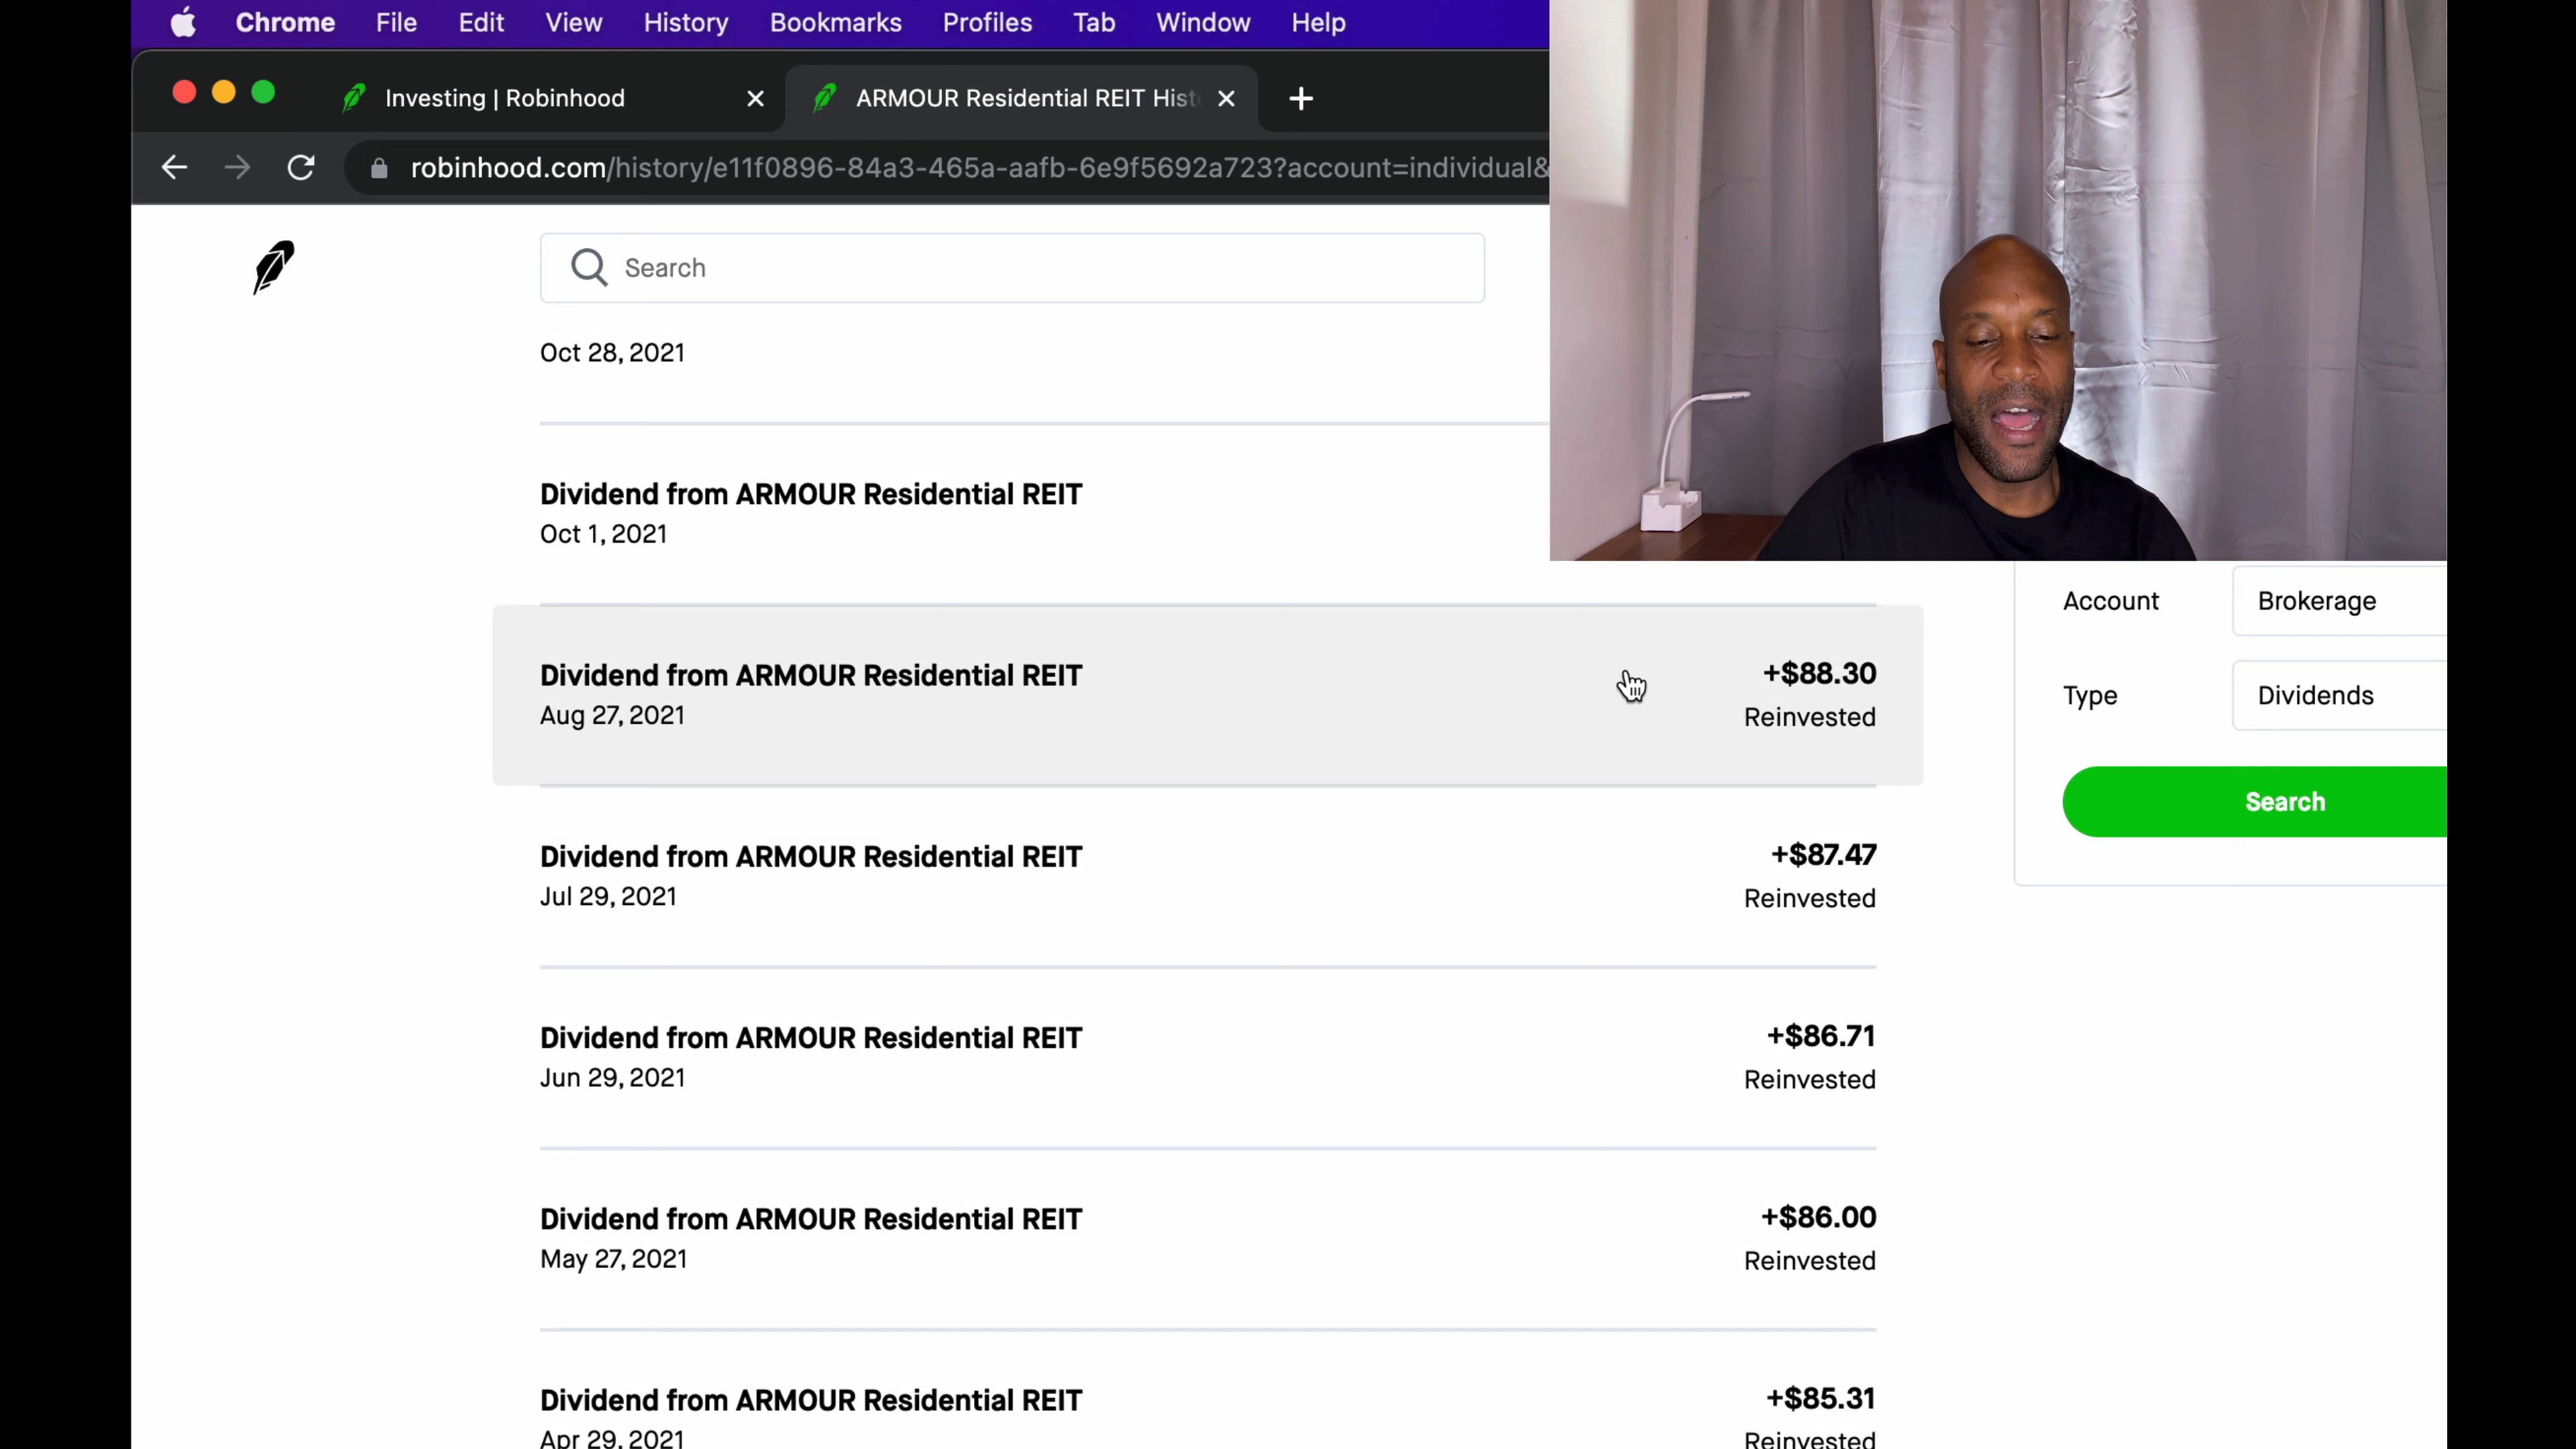 Chrome File Edit View History Bookmarks Profiles Tab Window Help
Investing | Robinhood
ARMOUR Residential REIT Hist
robinhood.com/history/e11f0896-84a3-465a-aafb-6e9f5692a723?account=individual&
Search
Oct 28, 2021
Dividend from ARMOUR Residential REIT
Oct 1, 2021
Dividend from ARMOUR Residential REIT
+$88.30
Aug 27, 2021
Reinvested
Dividend from ARMOUR Residential REIT
+$87.47
Jul 29, 2021
Reinvested
Dividend from ARMOUR Residential REIT
+$86.71
Jun 29, 2021
Reinvested
Dividend from ARMOUR Residential REIT
+$86.00
May 27, 2021
Reinvested
Dividend from ARMOUR Residential REIT
+$85.31
Apr 29, 2021
Reinvested
Account
Brokerage
Type
Dividends
Search